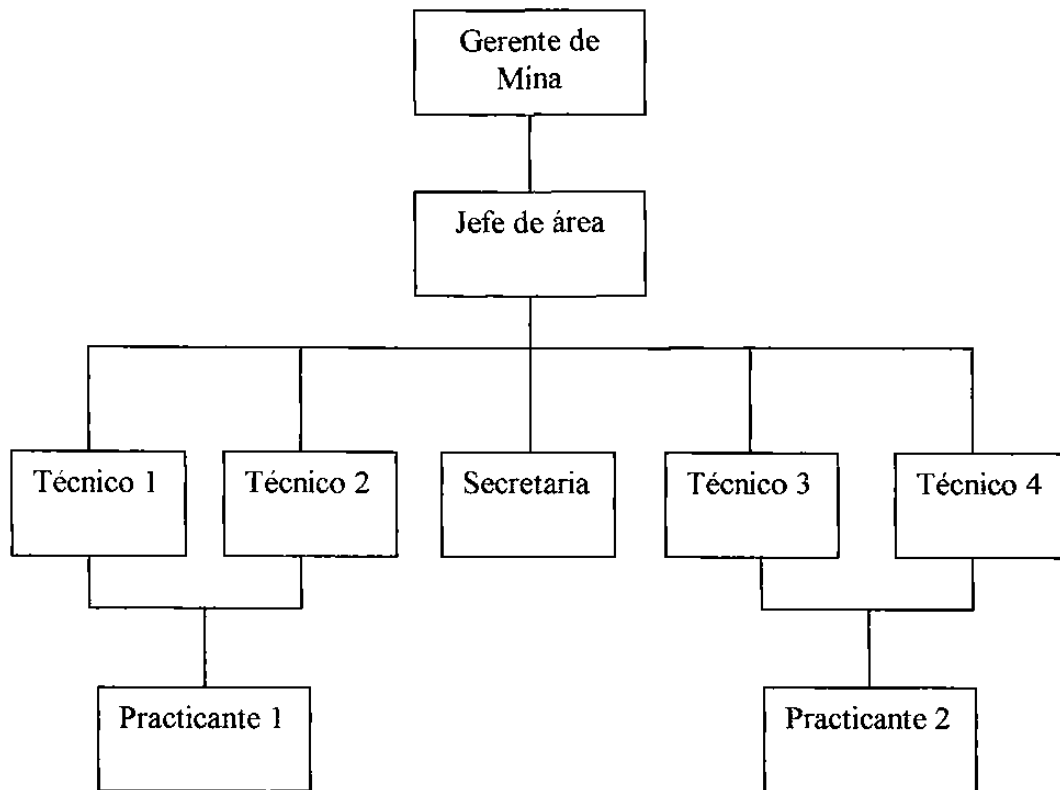 Gerente de
Mina
Jefe de área
Técnico 1
Técnico 2
Secretaria
Técnico 3
Técnico 4
Practicante 1
Practicante 2